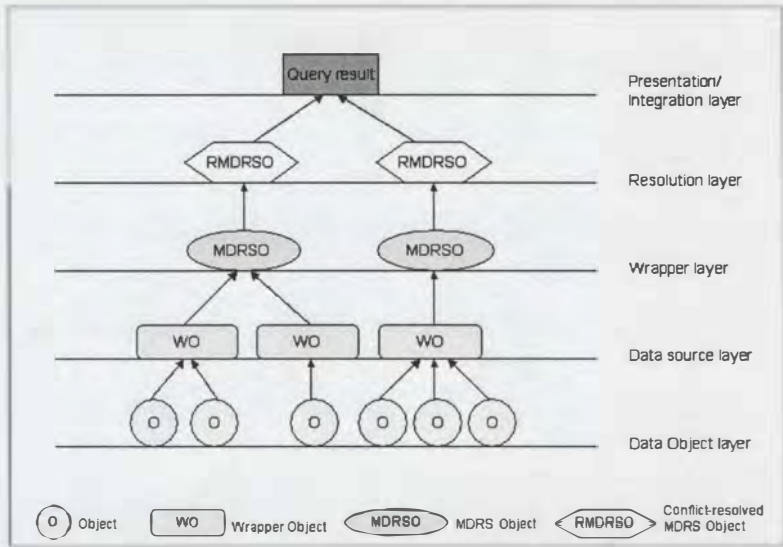 Query result
Presentation/
Integration layer
RMDRSO
RMDRSO
Resolution layer
MDRSO
MDRSO
Wrapper layer
WO
WO
WO
Data source layer
O
O
O
O
O
O
Data Object layer
O
Object
WO
Wrapper Object
MDRSO
MDRS Object
RMDRSO
Conflict-resolved
MDRS Object